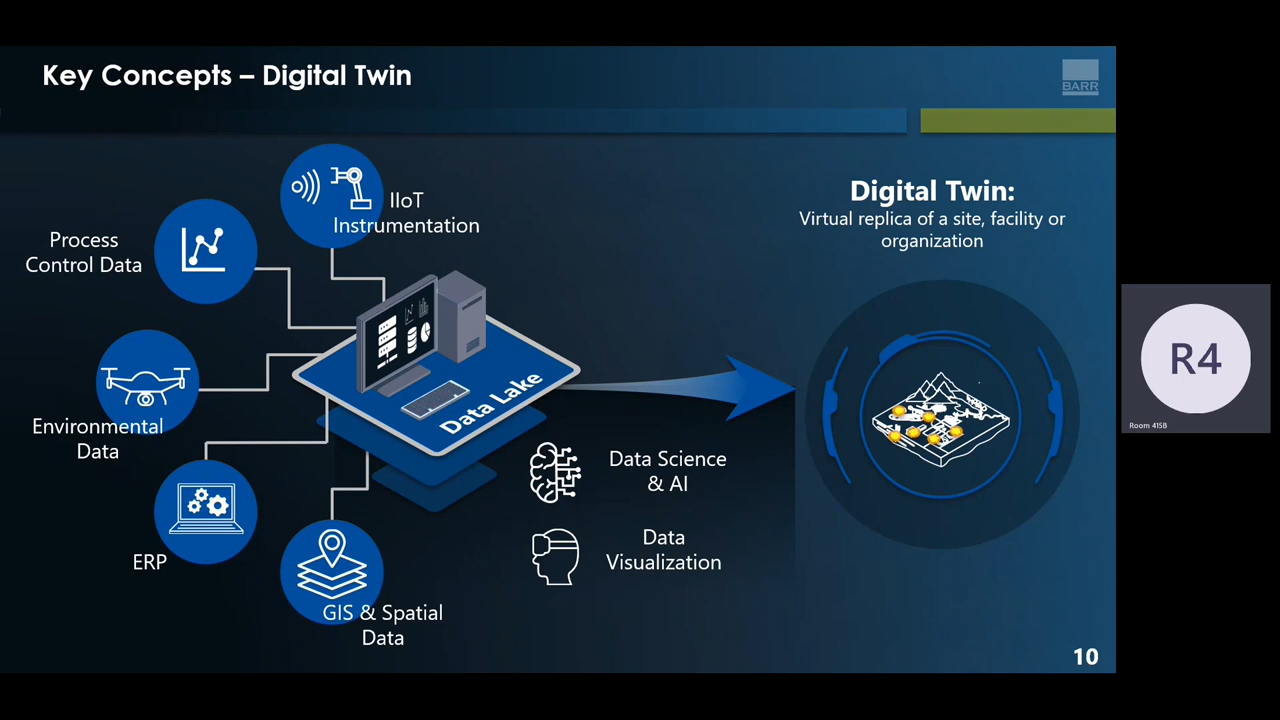 Key Concepts – Digital Twin
BARR
IIoT
Instrumentation
Process
Control Data
Environmental
Data
ERP
GIS & Spatial
Data
Data Lake
Data Science
& AI
Data
Visualization
Digital Twin:
Virtual replica of a site, facility or
organization
10
R4
Room 415B